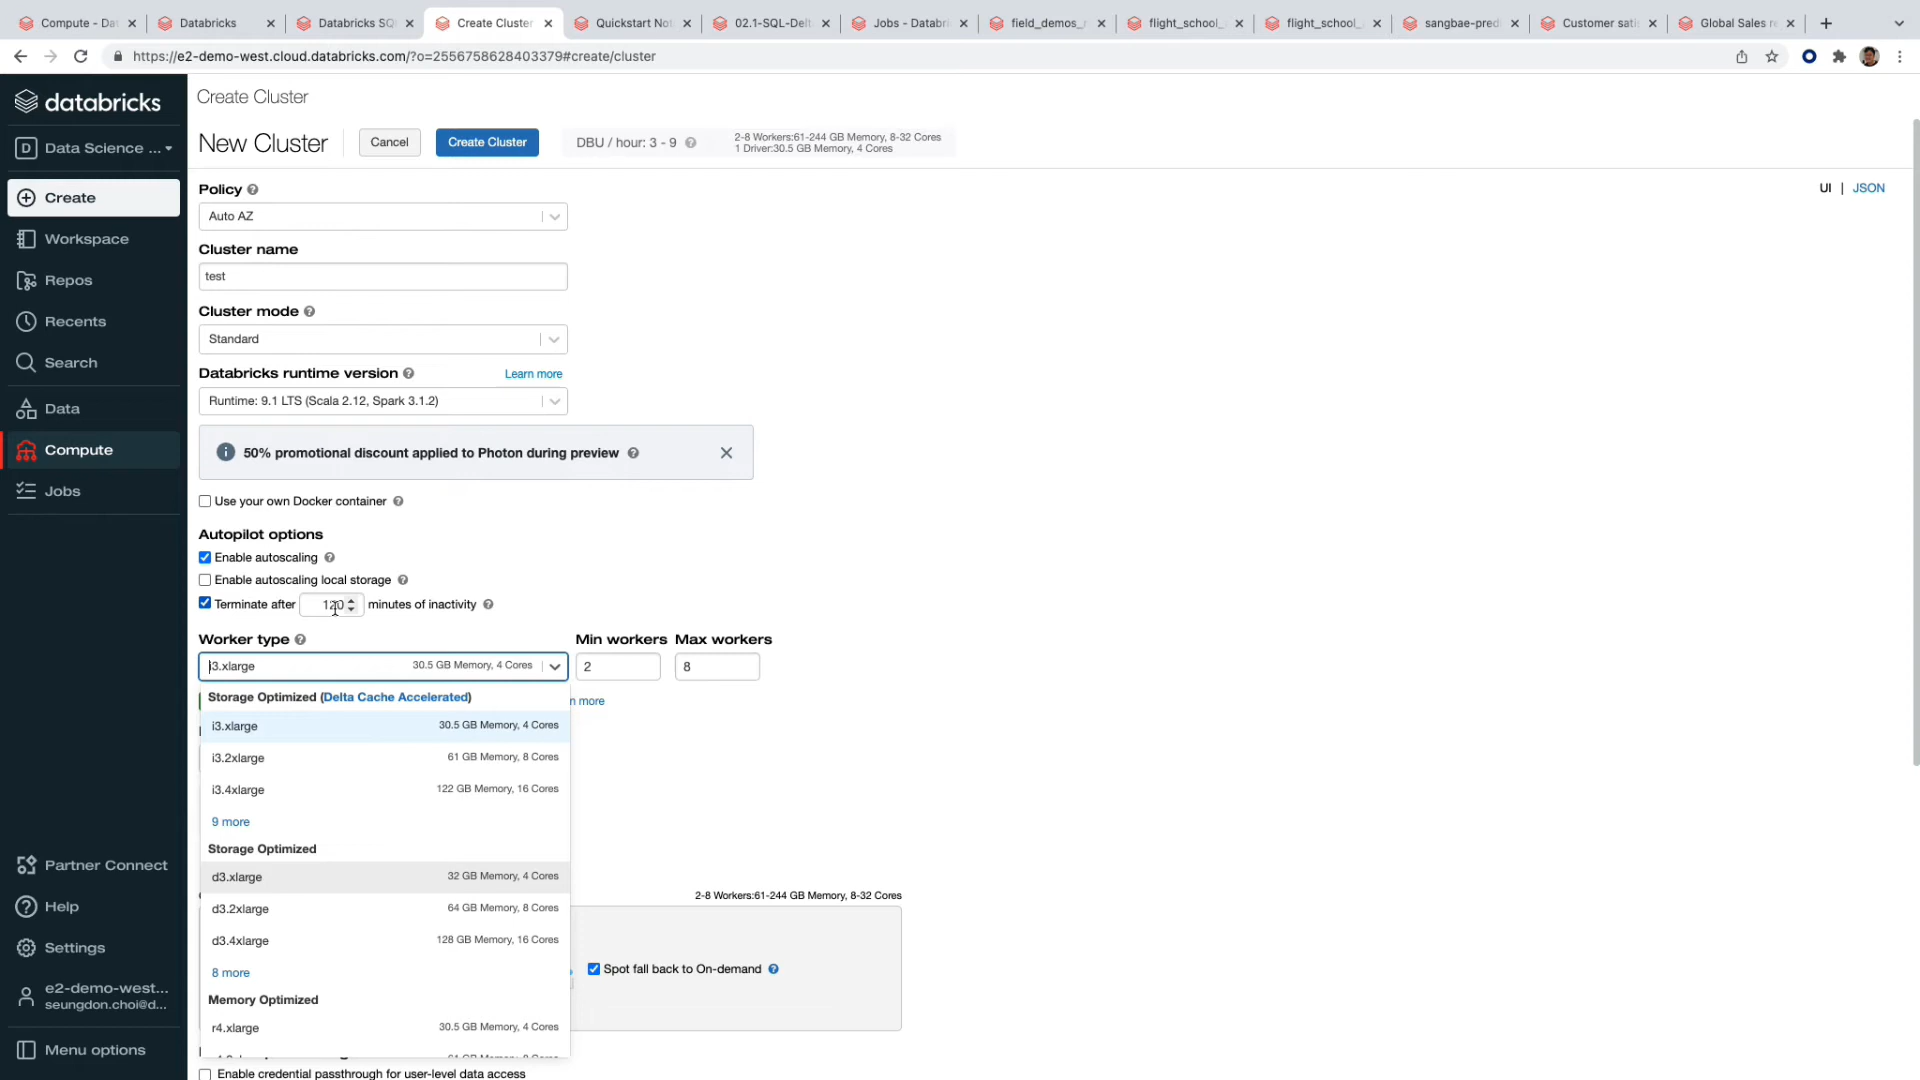 Compute - Dat
Databricks
Databricks SQ
Create Cluster
Quickstart No
02.1-SQL-Delt
Jobs - Databri
field_demos_r
flight_school_
flight_school_
sangbae-pred
Customer sati
Global Sales re
https://e2-demo-west.cloud.databricks.com/?o=2556758628403379#create/cluster
databricks
D Data Science ...
Create
Workspace
Repos
Recents
Search
Data
Compute
Jobs
Partner Connect
Help
Settings
e2-demo-west...
seungdon.choi@d...
Menu options
Create Cluster
New Cluster
Cancel
Create Cluster
DBU / hour: 3 - 9
2-8 Workers:61-244 GB Memory, 8-32 Cores
1 Driver:30.5 GB Memory, 4 Cores
UI | JSON
Policy
Auto AZ
Cluster name
test
Cluster mode
Standard
Databricks runtime version
Learn more
Runtime: 9.1 LTS (Scala 2.12, Spark 3.1.2)
50% promotional discount applied to Photon during preview
Use your own Docker container
Autopilot options
Enable autoscaling
Enable autoscaling local storage
Terminate after 120 minutes of inactivity
Worker type
Min workers
Max workers
i3.xlarge 30.5 GB Memory, 4 Cores
2
8
Storage Optimized (Delta Cache Accelerated)
n more
i3.xlarge 30.5 GB Memory, 4 Cores
i3.2xlarge 61 GB Memory, 8 Cores
i3.4xlarge 122 GB Memory, 16 Cores
9 more
Storage Optimized
d3.xlarge 32 GB Memory, 4 Cores
2-8 Workers:61-244 GB Memory, 8-32 Cores
d3.2xlarge 64 GB Memory, 8 Cores
d3.4xlarge 128 GB Memory, 16 Cores
8 more
Spot fall back to On-demand
Memory Optimized
r4.xlarge 30.5 GB Memory, 4 Cores
Enable credential passthrough for user-level data access